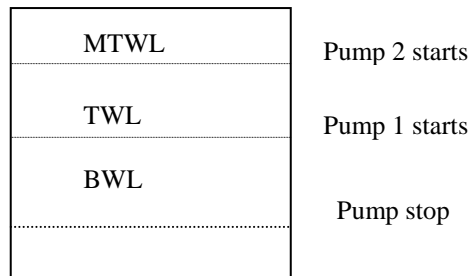 MTWL
Pump 2 starts
TWL
Pump 1 starts
BWL
Pump stop